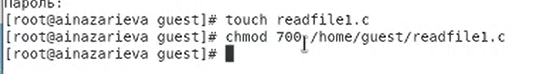 Пароль:
[root@ainazarieva guest]# touch readfile1.c
[root@ainazarieva guest]# chmod 700 /home/guest/readfile1.c
[root@ainazarieva guest]#